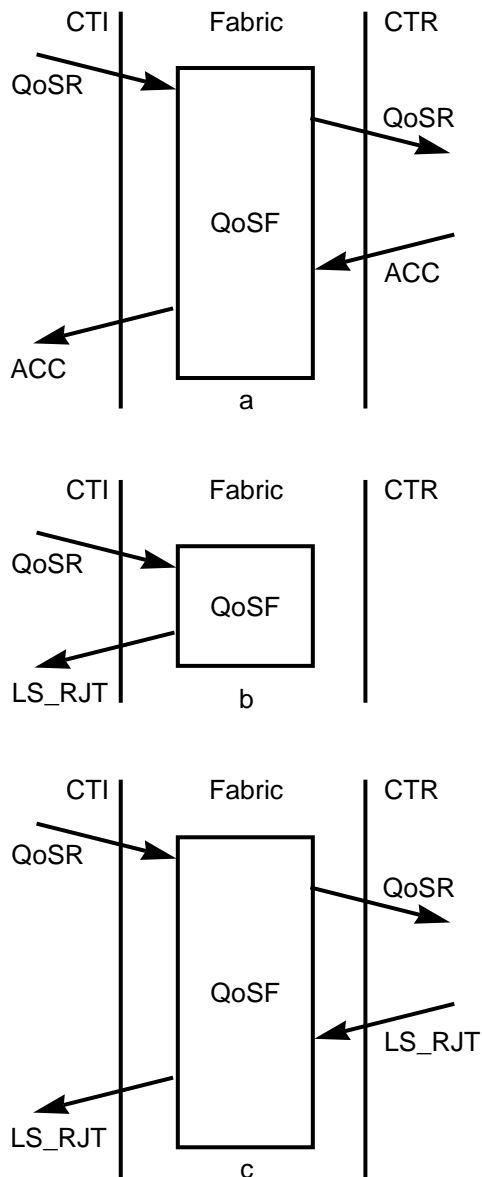 CTI Fabric CTR
QoSR
QoSR
QoSF
ACC
ACC
a
CTI Fabric CTR
QoSR
QoSF
LS_RJT
b
CTI Fabric CTR
QoSR
QoSR
QoSF
LS_RJT
LS_RJT
c